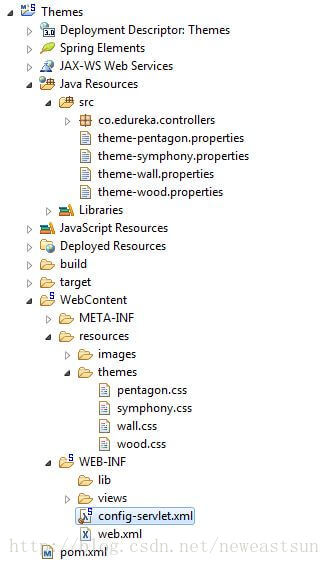 Themes
Deployment Descriptor: Themes
Spring Elements
JAX-WS Web Services
Java Resources
src
co.edureka.controllers
theme-pentagon.properties
theme-symphony.properties
theme-wall.properties
theme-wood.properties
Libraries
JavaScript Resources
Deployed Resources
build
target
WebContent
META-INF
resources
images
themes
pentagon.css
symphony.css
wall.css
wood.css
WEB-INF
lib
views
config-servlet.xml
web.xml
http://blog.csdn.net/neweastsun
pom.xml